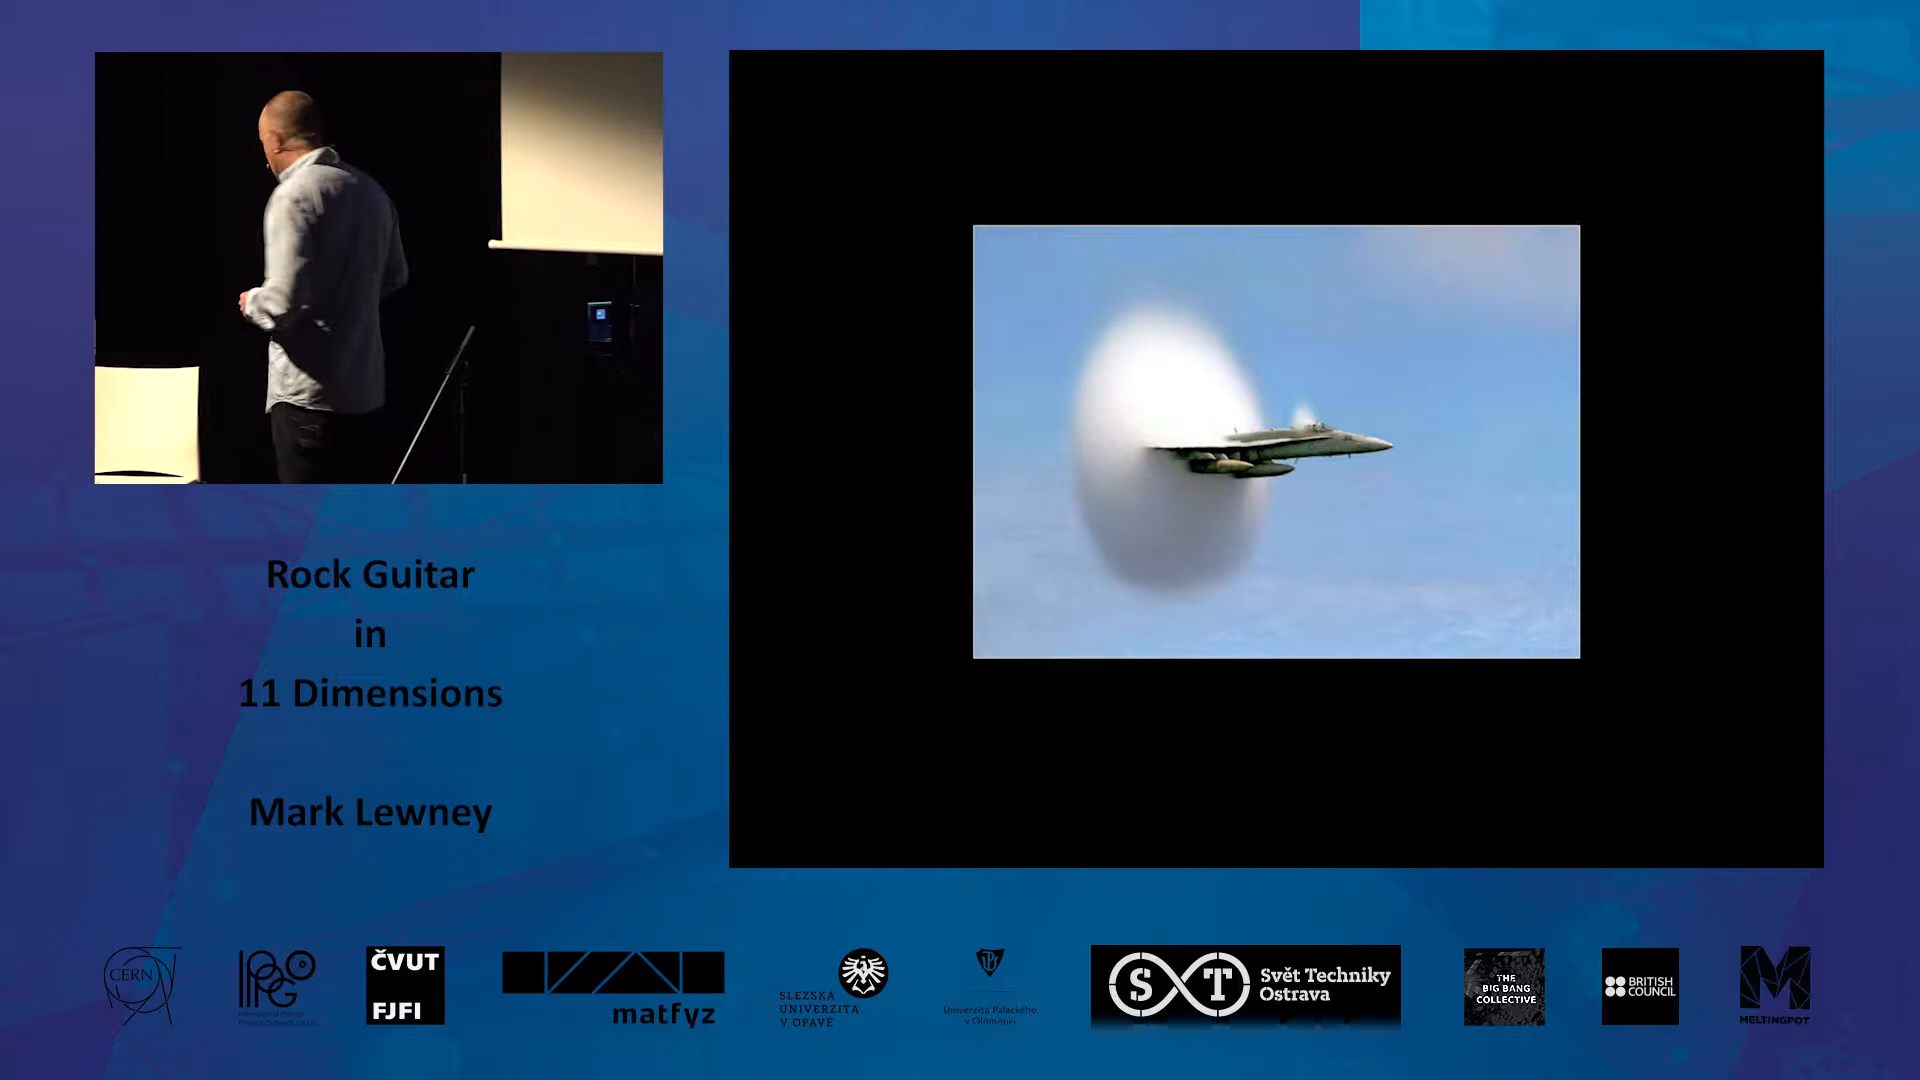 Rock Guitar
in
11 Dimensions
Mark Lewney
CERN
IPPOG
ČVUT
FJFI
matfyz
SLEZSKÁ
UNIVERZITA
V OPAVĚ
Univerzita Palackého
v Olomouci
S T
Svět Techniky
Ostrava
THE
BIG BANG
COLLECTIVE
BRITISH
COUNCIL
MELTINGPOT